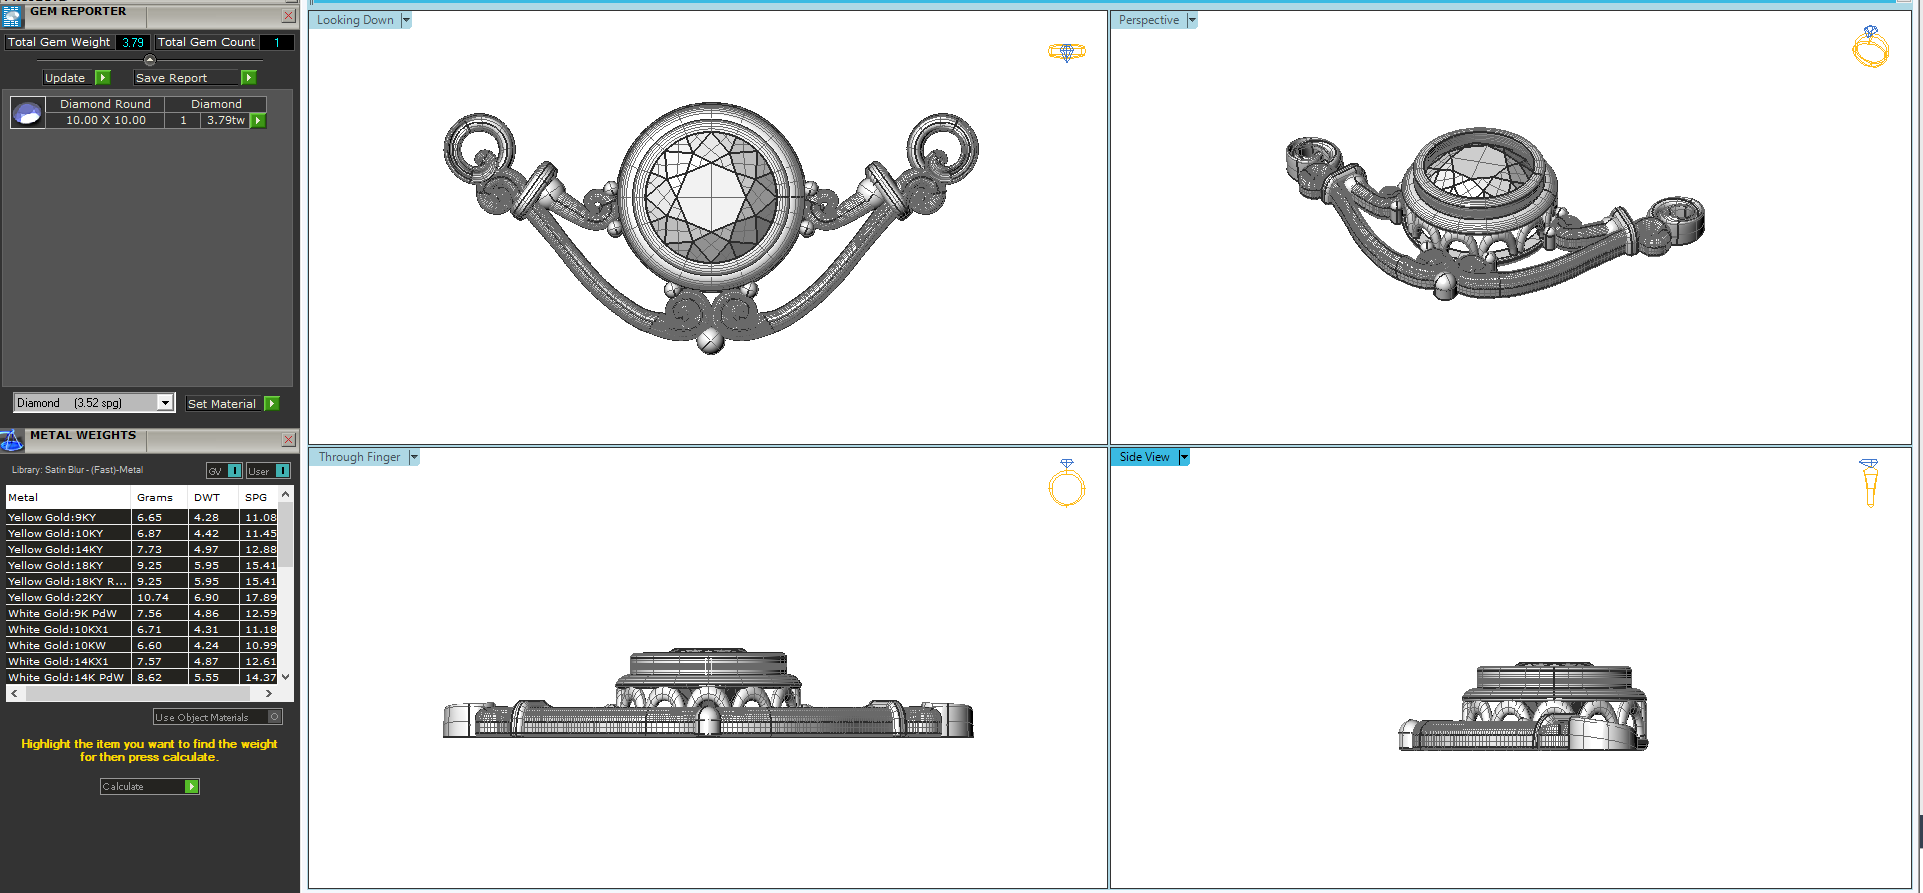 GEM REPORTER
Total Gem Weight 3.79 Total Gem Count 1
Update Save Report
Diamond Round Diamond
10.00 X 10.00 1 3.79tw
Diamond (3.52 spg) Set Material
METAL WEIGHTS
Library: Satin Blur - (Fast)-Metal GV I User I
Metal Grams DWT SPG
Yellow Gold:9KY 6.65 4.28 11.08
Yellow Gold:10KY 6.87 4.42 11.45
Yellow Gold:14KY 7.73 4.97 12.88
Yellow Gold:18KY 9.25 5.95 15.41
Yellow Gold:18KY R... 9.25 5.95 15.41
Yellow Gold:22KY 10.74 6.90 17.89
White Gold:9K PdW 7.56 4.86 12.59
White Gold:10KX1 6.71 4.31 11.18
White Gold:10KW 6.60 4.24 10.99
White Gold:14KX1 7.57 4.87 12.61
White Gold:14K PdW 8.62 5.55 14.37
Use Object Materials
Highlight the item you want to find the weight
for then press calculate.
Calculate
Looking Down
Perspective
Through Finger
Side View